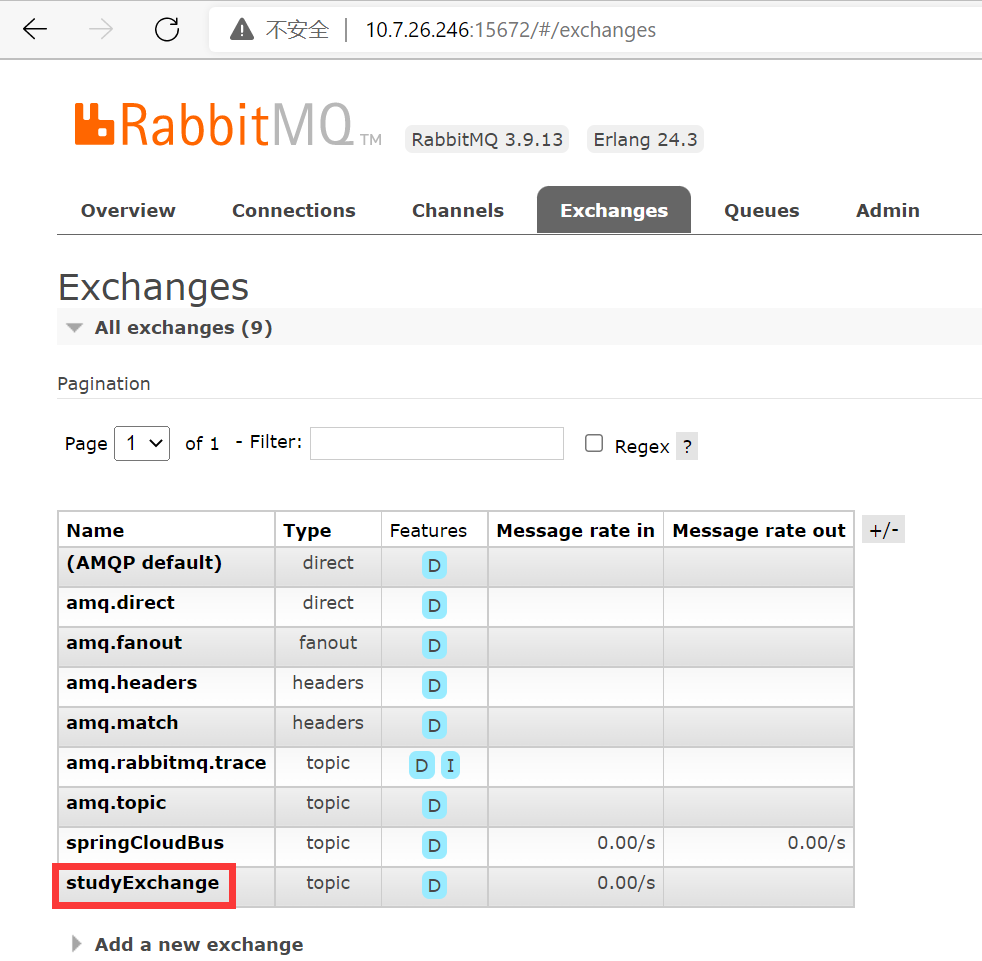 不安全 10.7.26.246:15672/#/exchanges
RabbitMQ TM RabbitMQ 3.9.13 Erlang 24.3
Overview Connections Channels Exchanges Queues Admin
Exchanges
All exchanges (9)
Pagination
Page 1 of 1 - Filter: Regex ?
Name Type Features Message rate in Message rate out +/-
(AMQP default) direct D
amq.direct direct D
amq.fanout fanout D
amq.headers headers D
amq.match headers D
amq.rabbitmq.trace topic D I
amq.topic topic D
springCloudBus topic D 0.00/s 0.00/s
studyExchange topic D 0.00/s
Add a new exchange